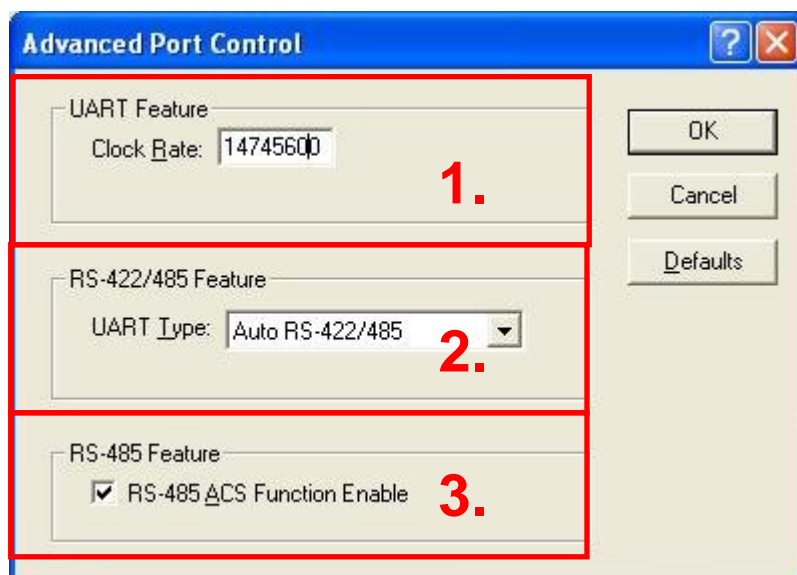 Advanced Port Control
UART Feature
Clock Rate: 14745600
1.
OK
Cancel
Defaults
RS-422/485 Feature
UART Type: Auto RS-422/485
2.
RS-485 Feature
RS-485 ACS Function Enable
3.